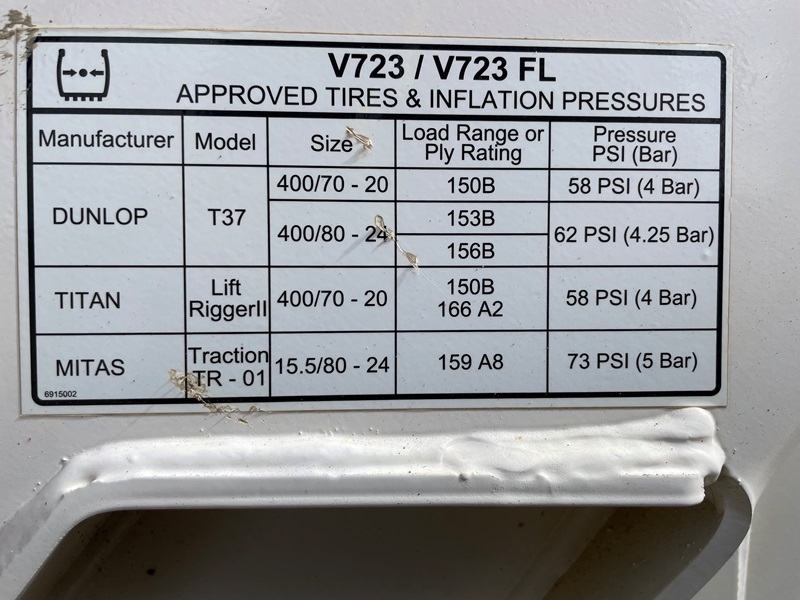 V723 / V723 FL
APPROVED TIRES & INFLATION PRESSURES
Manufacturer Model Size Load Range or Ply Rating Pressure PSI (Bar)
DUNLOP T37 400/70 - 20 150B 58 PSI (4 Bar)
400/80 - 24 153B 62 PSI (4.25 Bar)
156B
TITAN Lift RiggerII 400/70 - 20 150B 166 A2 58 PSI (4 Bar)
MITAS Traction TR - 01 15.5/80 - 24 159 A8 73 PSI (5 Bar)
6915002